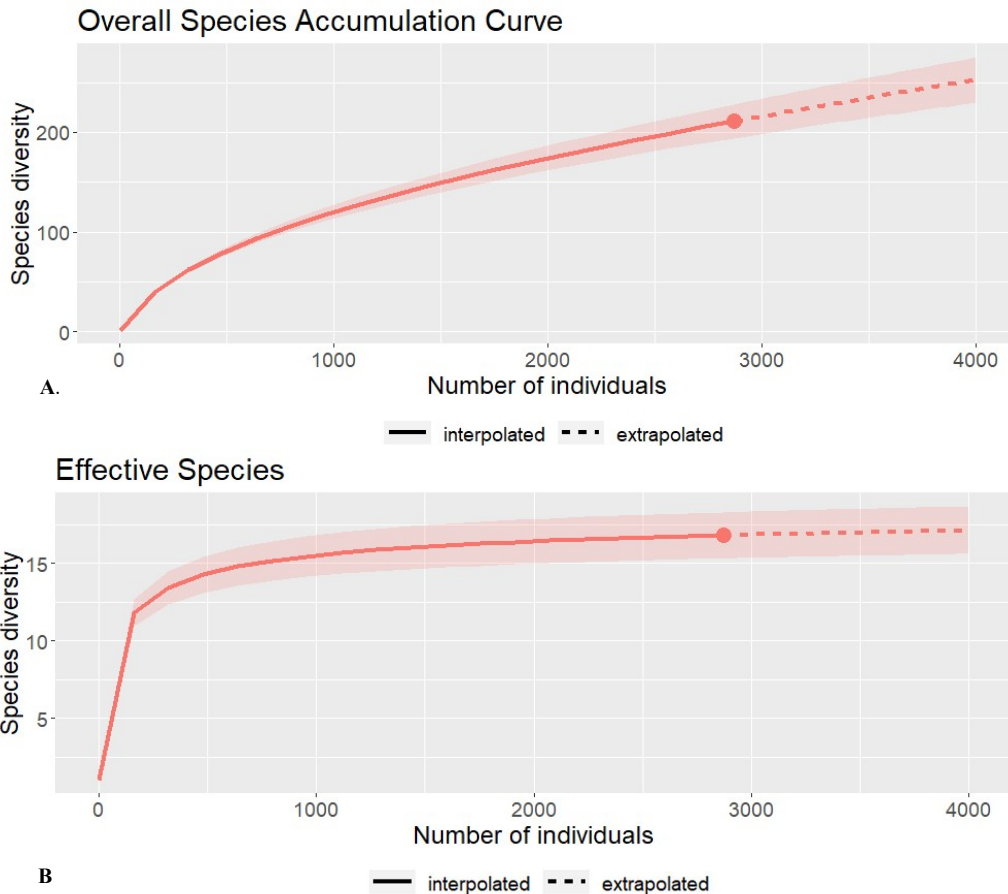 Overall Species Accumulation Curve
Species diversity
200
100
0
0 1000 2000 3000 4000
A.
Number of individuals
interpolated extrapolated
Effective Species
Species diversity
15
10
5
0 1000 2000 3000 4000
Number of individuals
B
interpolated extrapolated